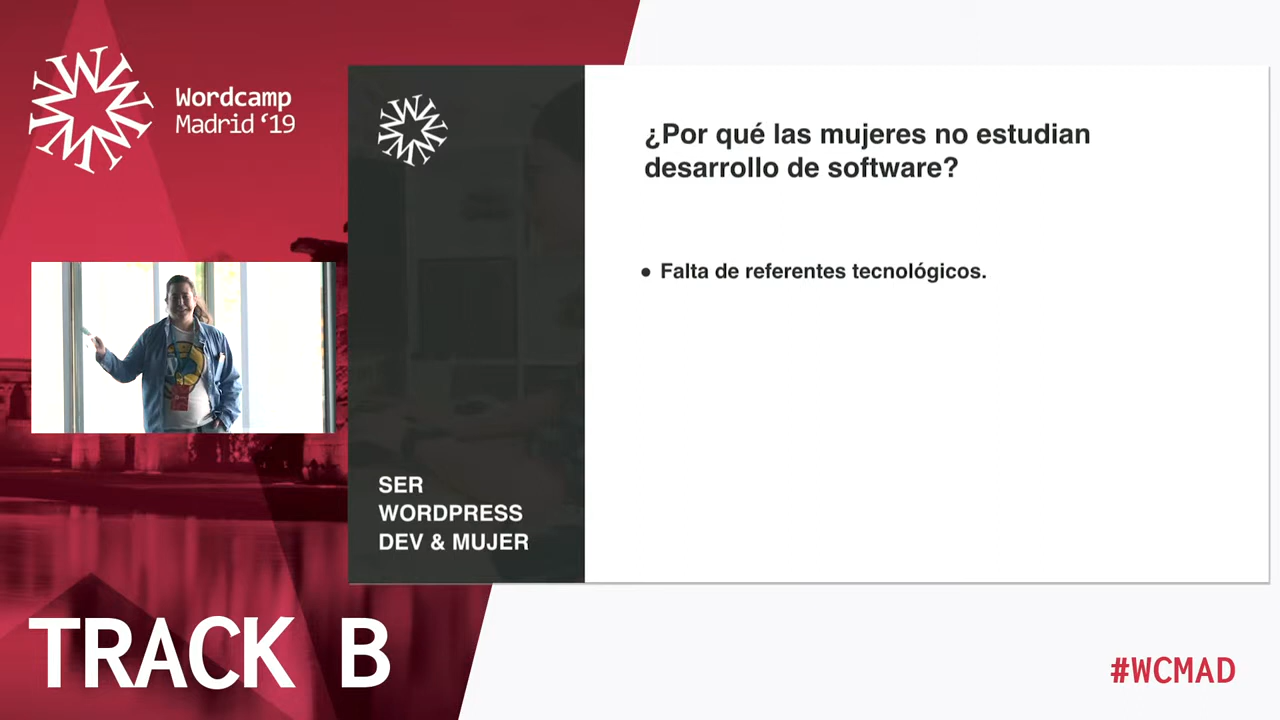 Wordcamp
Madrid ‘19
¿Por qué las mujeres no estudian
desarrollo de software?
● Falta de referentes tecnológicos.
SER
WORDPRESS
DEV & MUJER
TRACK B
#WCMAD